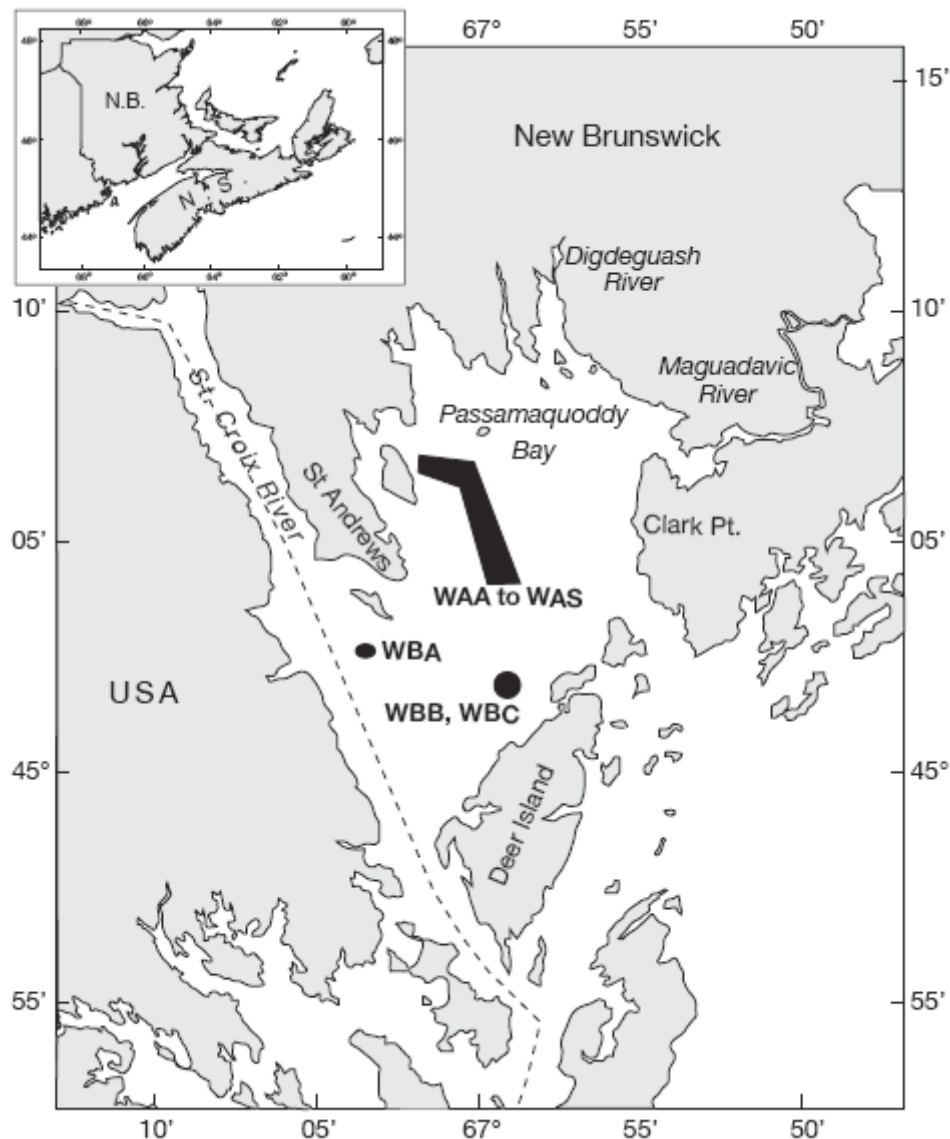 N.B.
N.S
A
67°
55'
50'
15'
New Brunswick
Digdeguash
River
10'
10'
Maguadavic
River
St. Croix River
Passamaquoddy
Bay
St Andrews
05'
Clark Pt.
05'
WAA to WAS
WBA
USA
WBB, WBC
45°
45°
Deer Island
55'
55'
10'
05'
67°
55'
50'